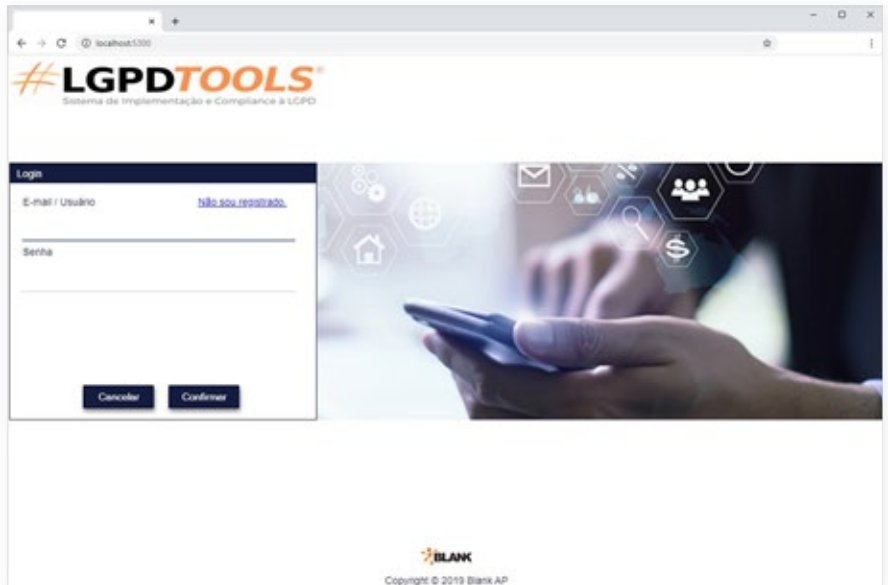 localhost:5300
#LGPDTOOLS®
Sistema de Implementação e Compliance à LGPD
Login
E-mail / Usuário
Não sou registrado.
Senha
Cancelar
Confirmar
BLANK
Copyright © 2019 Blank AP